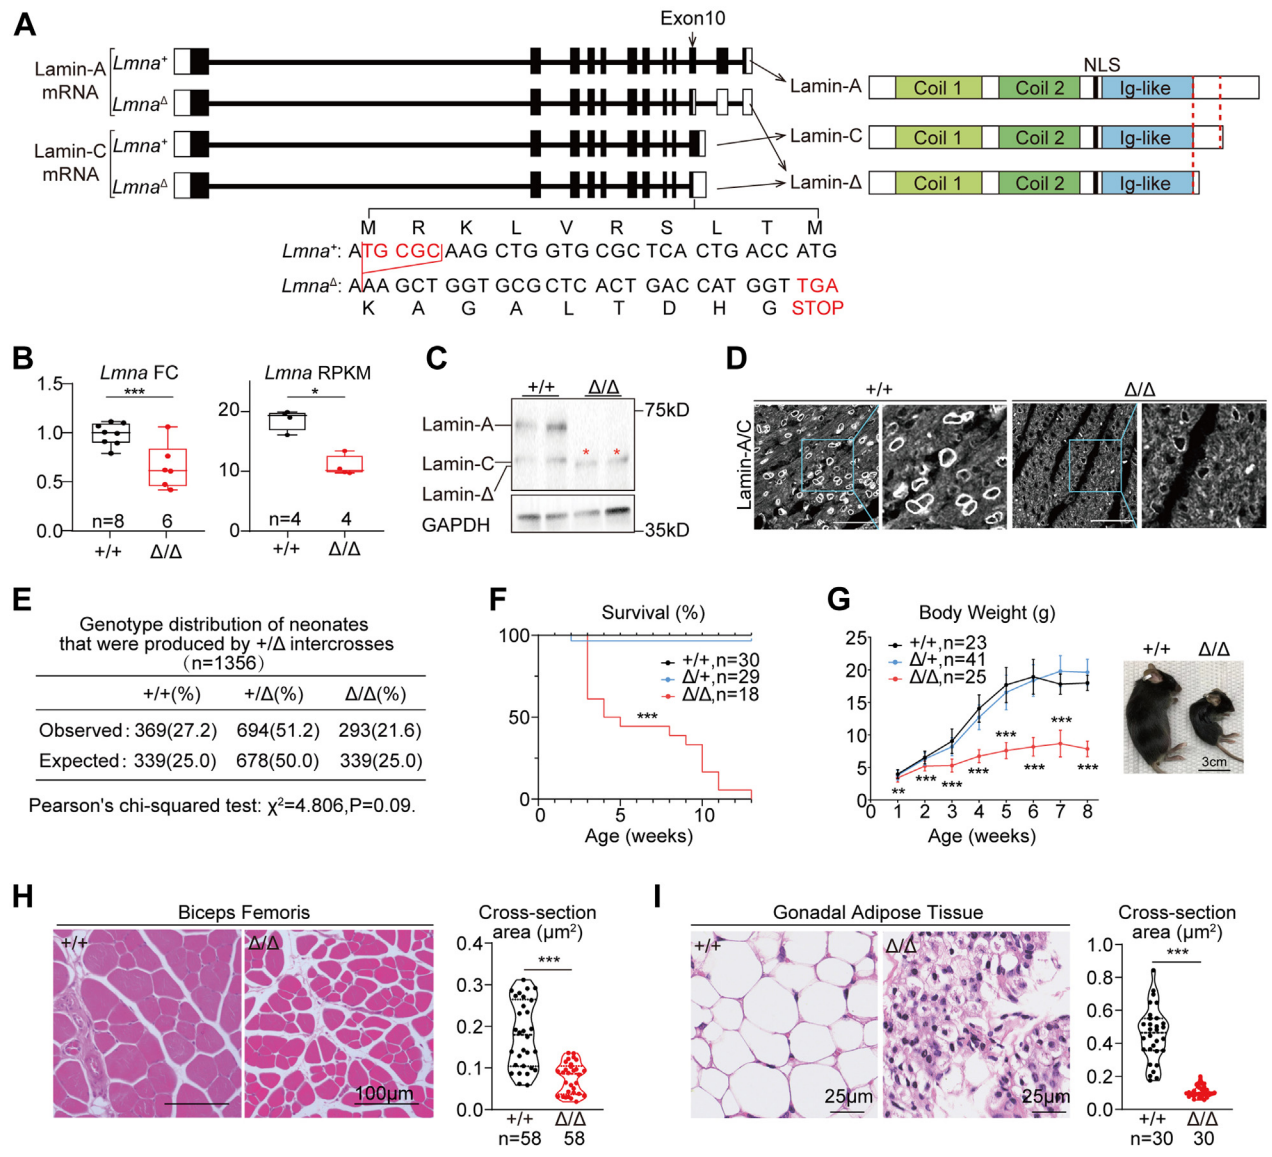 A
Exon10
Lamin-A
mRNA
Lmna+
LmnaΔ
Lamin-C
mRNA
Lmna+
LmnaΔ
NLS
Lamin-A
Coil 1
Coil 2
Ig-like
Lamin-C
Coil 1
Coil 2
Ig-like
Lamin-Δ
Coil 1
Coil 2
Ig-like
M R K L V R S L T M
Lmna+: ATG CGC AAG CTG GTG CGC TCA CTG ACC ATG
LmnaΔ: AAA GCT GGT GCG CTC ACT GAC CAT GGT TGA
K A G A L T D H G STOP
B
Lmna FC
***
1.5
1.0
0.5
0.0
n=8 6
+/+ Δ/Δ
Lmna RPKM
*
20
10
0
n=4 4
+/+ Δ/Δ
C
+/+ Δ/Δ
75kD
Lamin-A
* *
Lamin-C
Lamin-Δ
GAPDH
35kD
D
+/+ Δ/Δ
Lamin-A/C
E
Genotype distribution of neonates
that were produced by +/Δ intercrosses
(n=1356)
+/+(%) +/Δ(%) Δ/Δ(%)
Observed: 369(27.2) 694(51.2) 293(21.6)
Expected: 339(25.0) 678(50.0) 339(25.0)
Pearson's chi-squared test: χ²=4.806,P=0.09.
F
Survival (%)
100
50
0
+/+,n=30
Δ/+,n=29
Δ/Δ,n=18
***
0 5 10
Age (weeks)
G
Body Weight (g)
25
20
15
10
5
0
+/+,n=23
Δ/+,n=41
Δ/Δ,n=25
** *** *** *** *** *** *** ***
0 1 2 3 4 5 6 7 8
Age (weeks)
+/+ Δ/Δ
3cm
H
Biceps Femoris
+/+
Δ/Δ
100μm
Cross-section
area (μm²)
***
0.4
0.3
0.2
0.1
0.0
+/+ Δ/Δ
n=58 58
I
Gonadal Adipose Tissue
+/+
Δ/Δ
25μm
25μm
Cross-section
area (μm²)
***
1.0
0.8
0.6
0.4
0.2
0.0
+/+ Δ/Δ
n=30 30